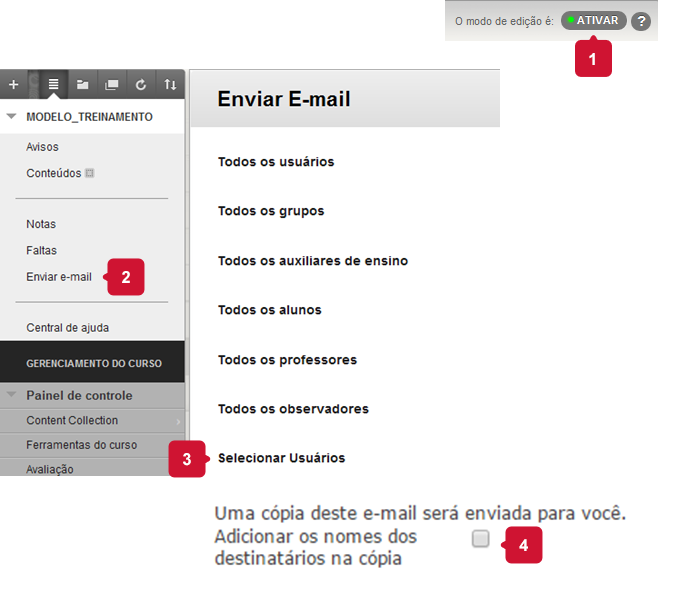 O modo de edição é: ATIVAR ?
1
MODELO_TREINAMENTO
Avisos
Conteúdos
Notas
Faltas
Enviar e-mail
2
Central de ajuda
GERENCIAMENTO DO CURSO
Painel de controle
Content Collection
Ferramentas do curso
Avaliação
Enviar E-mail
Todos os usuários
Todos os grupos
Todos os auxiliares de ensino
Todos os alunos
Todos os professores
Todos os observadores
3
Selecionar Usuários
Uma cópia deste e-mail será enviada para você.
Adicionar os nomes dos
destinatários na cópia
4